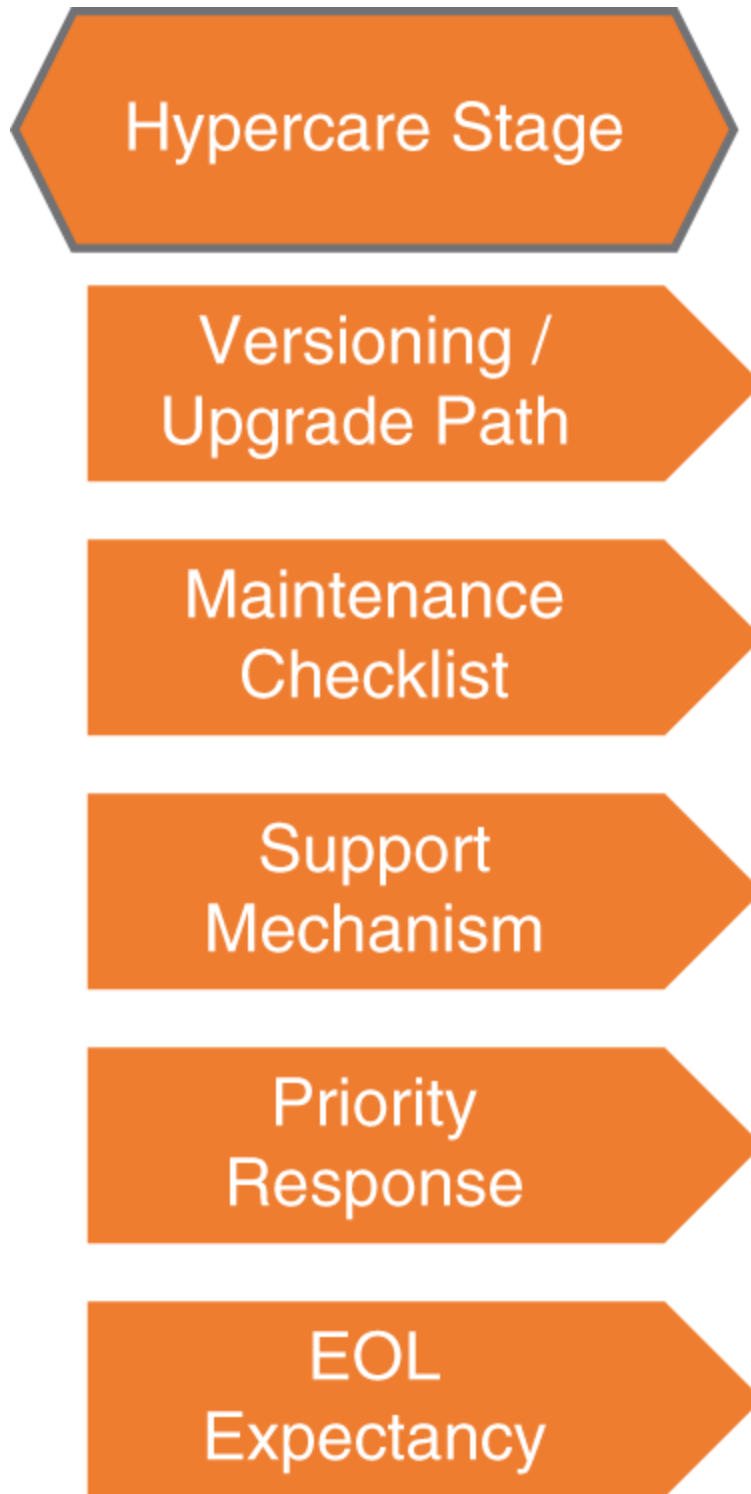 Hypercare Stage
Versioning /
Upgrade Path
Maintenance
Checklist
Support
Mechanism
Priority
Response
EOL
Expectancy